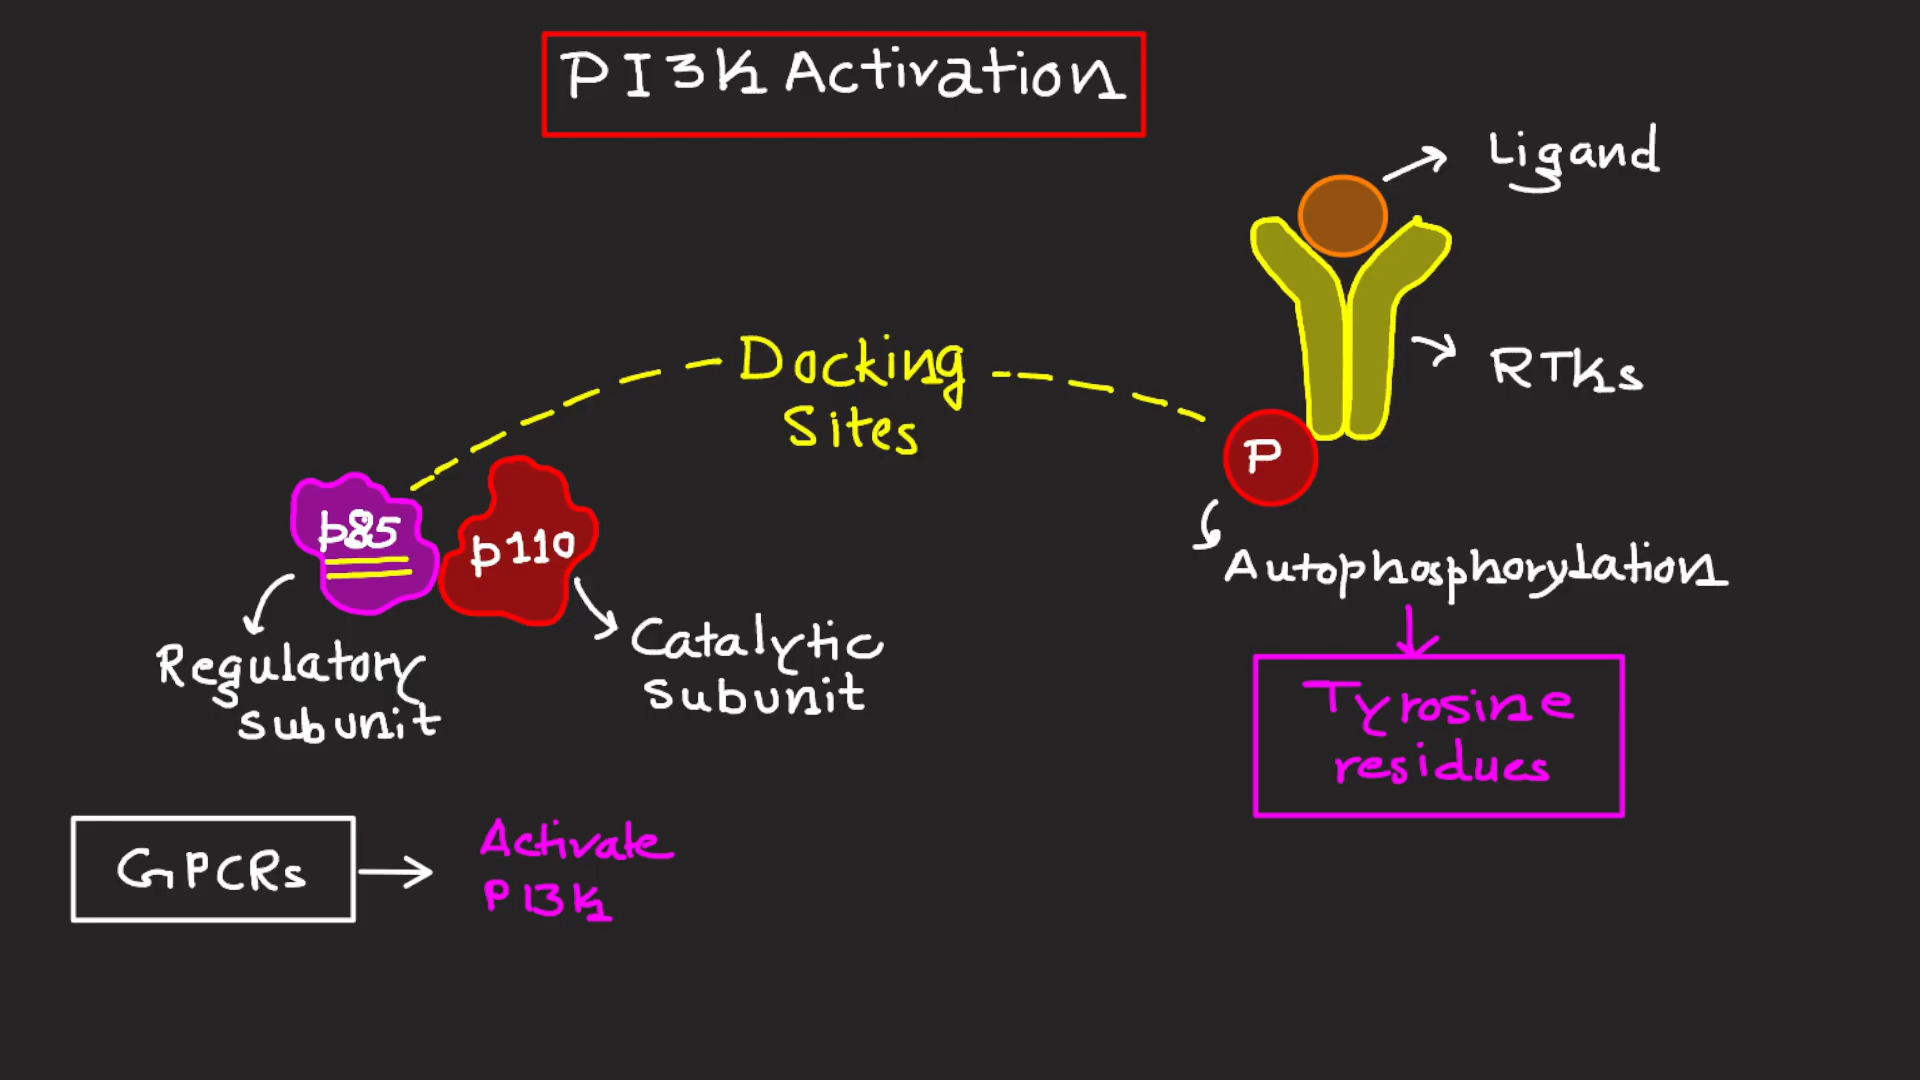 PI3K Activation
Ligand
RTKs
Docking
Sites
P
p85
p110
Autophosphorylation
Regulatory
subunit
Catalytic
subunit
Tyrosine
residues
GPCRs
Activate
PI3K